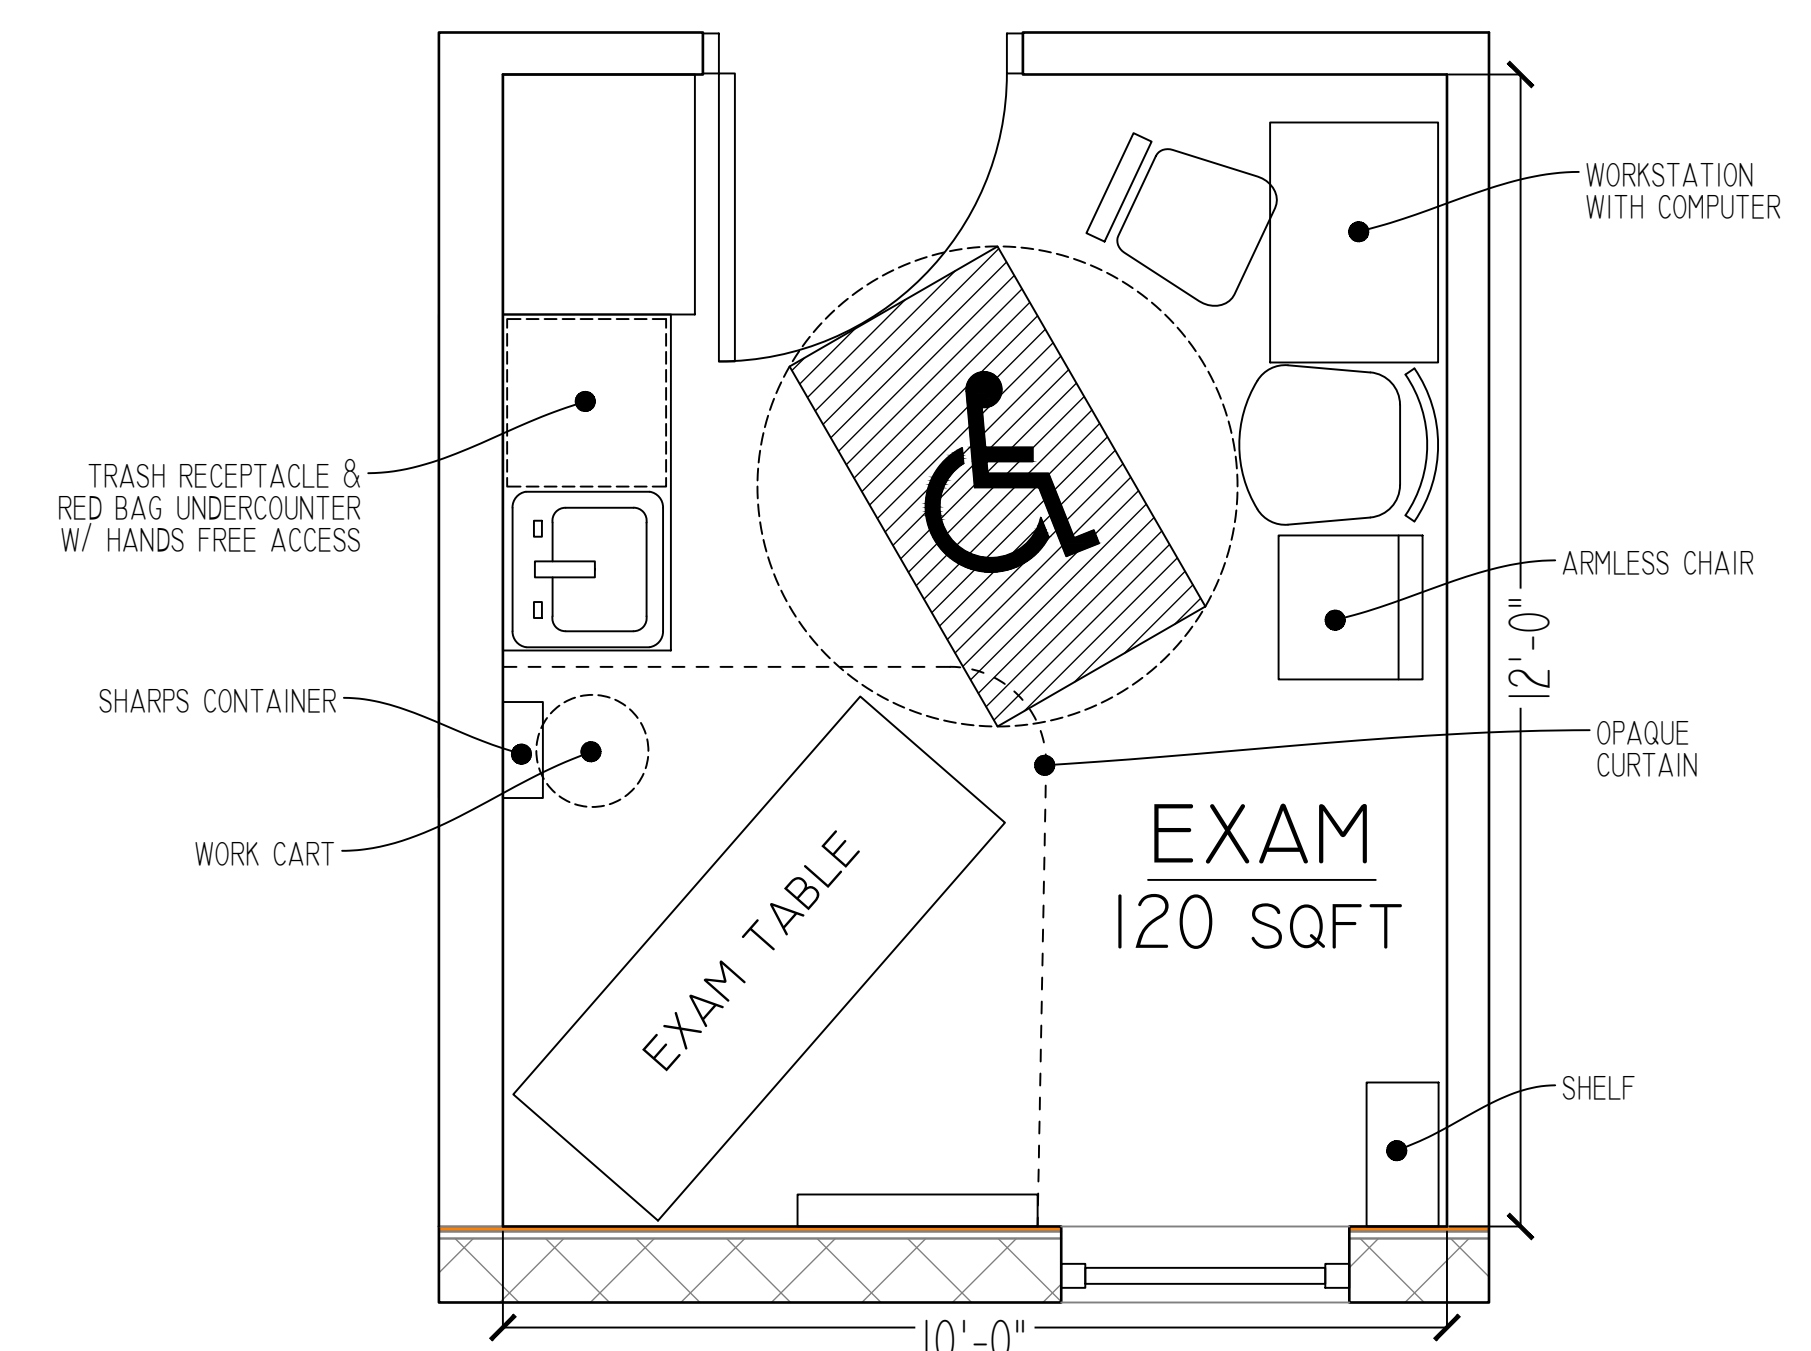 WORKSTATION
WITH COMPUTER
TRASH RECEPTACLE &
RED BAG UNDERCOUNTER
W/ HANDS FREE ACCESS
ARMLESS CHAIR
12'-0"
SHARPS CONTAINER
OPAQUE
CURTAIN
WORK CART
EXAM
120 SQFT
EXAM TABLE
SHELF
10'-0"